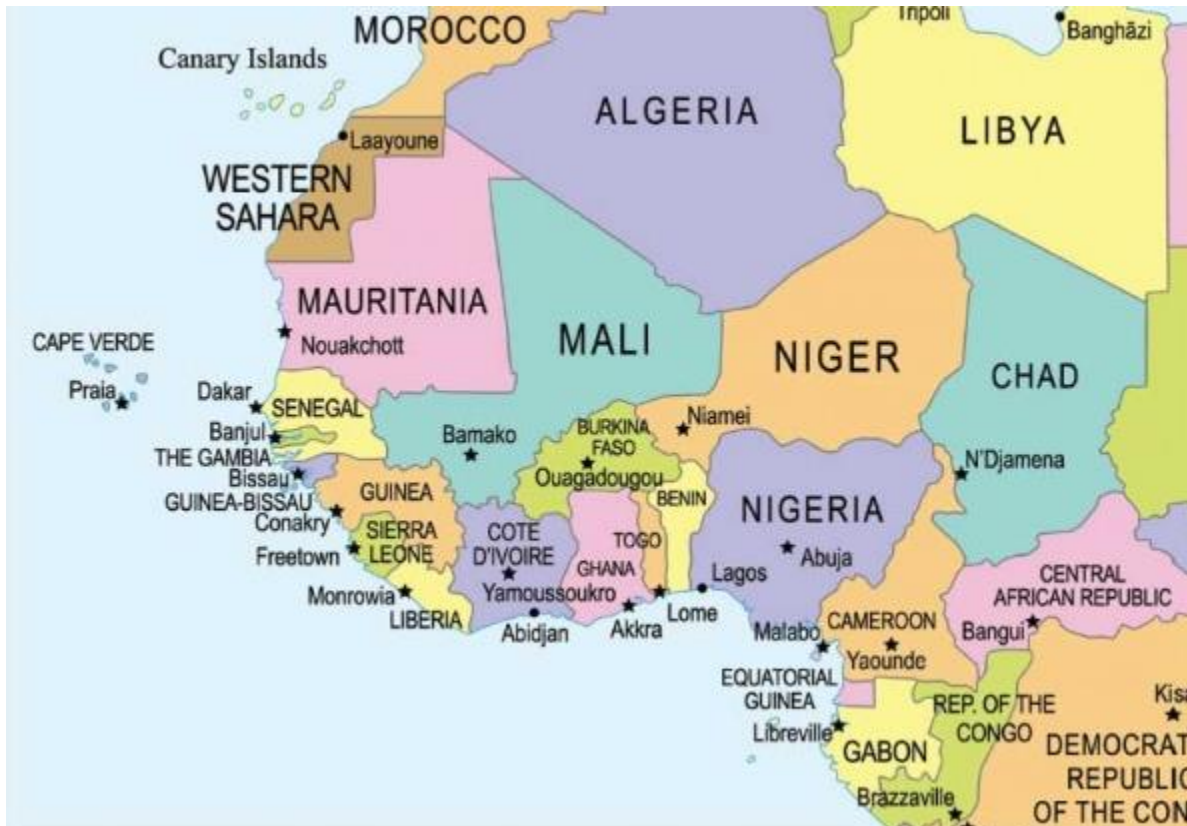 Tripoli
MOROCCO
Banghāzi
Canary Islands
ALGERIA
LIBYA
Laayoune
WESTERN
SAHARA
MAURITANIA
Nouakchott
MALI
NIGER
CHAD
CAPE VERDE
Praia
Dakar
SENEGAL
Banjul
THE GAMBIA
Bissau
GUINEA-BISSAU
Bamako
BURKINA
FASO
Ouagadougou
Niamei
N'Djamena
GUINEA
Conakry
SIERRA
LEONE
Freetown
COTE
D'IVOIRE
Yamoussoukro
GHANA
TOGO
BENIN
NIGERIA
Abuja
Lagos
Monrowia
LIBERIA
Abidjan
Akkra
Lome
CENTRAL
AFRICAN REPUBLIC
Bangui
CAMEROON
Yaounde
Malabo
EQUATORIAL
GUINEA
Libreville
GABON
REP. OF THE
CONGO
Brazzaville
Kisa
DEMOCRAT
REPUBLIC
OF THE CON